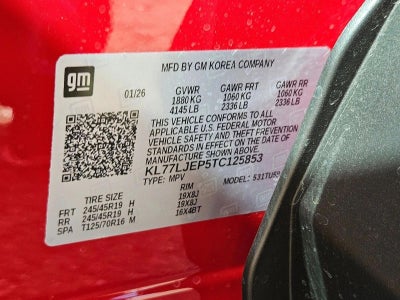 gm
MFD BY GM KOREA COMPANY
01/26 GVWR GAWR FRT GAWR RR
1880 KG 1060 KG 1060 KG
4145 LB 2336 LB 2336 LB
THIS VEHICLE CONFORMS TO ALL
APPLICABLE U.S. FEDERAL MOTOR
VEHICLE SAFETY AND THEFT
PREVENTION STANDARDS
IN EFFECT ON THE DATE OF
MANUFACTURE SHOWN ABOVE.
KL77LJEP5TC125853
TYPE: MPV MODEL:
TIRE SIZE RIM
FRT 245/45R19 H 19X8J
RR 245/45R19 H 19X8J
SPA T125/70R16 M 16X4BT